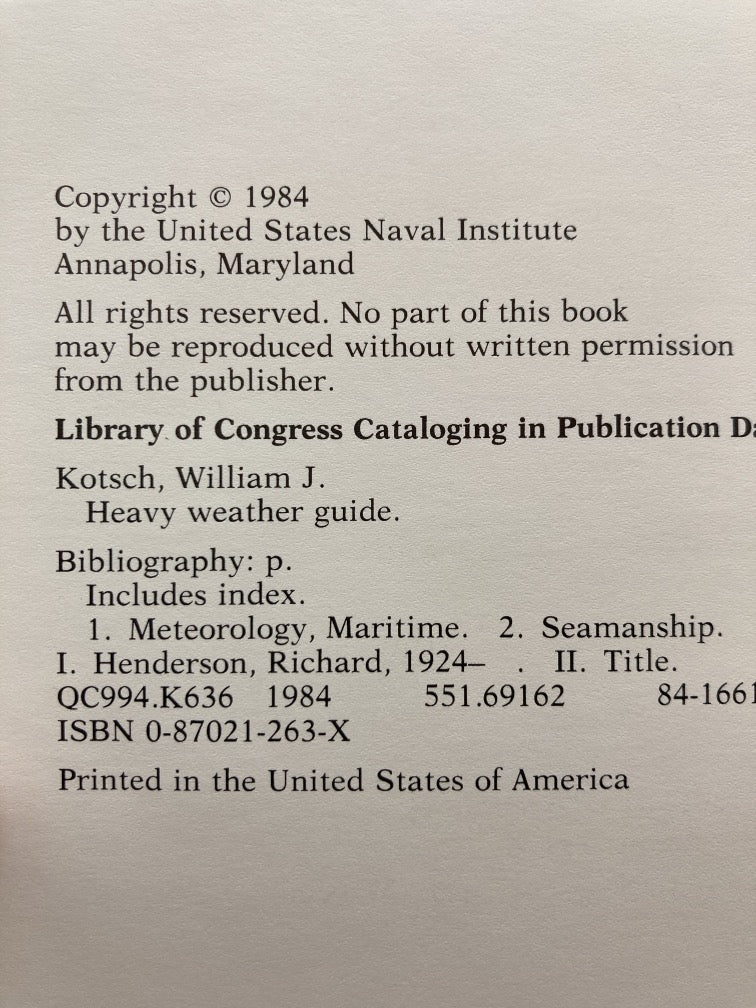 Copyright © 1984
by the United States Naval Institute
Annapolis, Maryland
All rights reserved. No part of this book
may be reproduced without written permission
from the publisher.
Library of Congress Cataloging in Publication
Kotsch, William J.
Heavy weather guide.
Bibliography: p.
Includes index.
1. Meteorology, Maritime. 2. Seamanship.
I. Henderson, Richard, 1924– . II. Title.
QC994.K636 1984 551.69162 84-1661
ISBN 0-87021-263-X
Printed in the United States of America